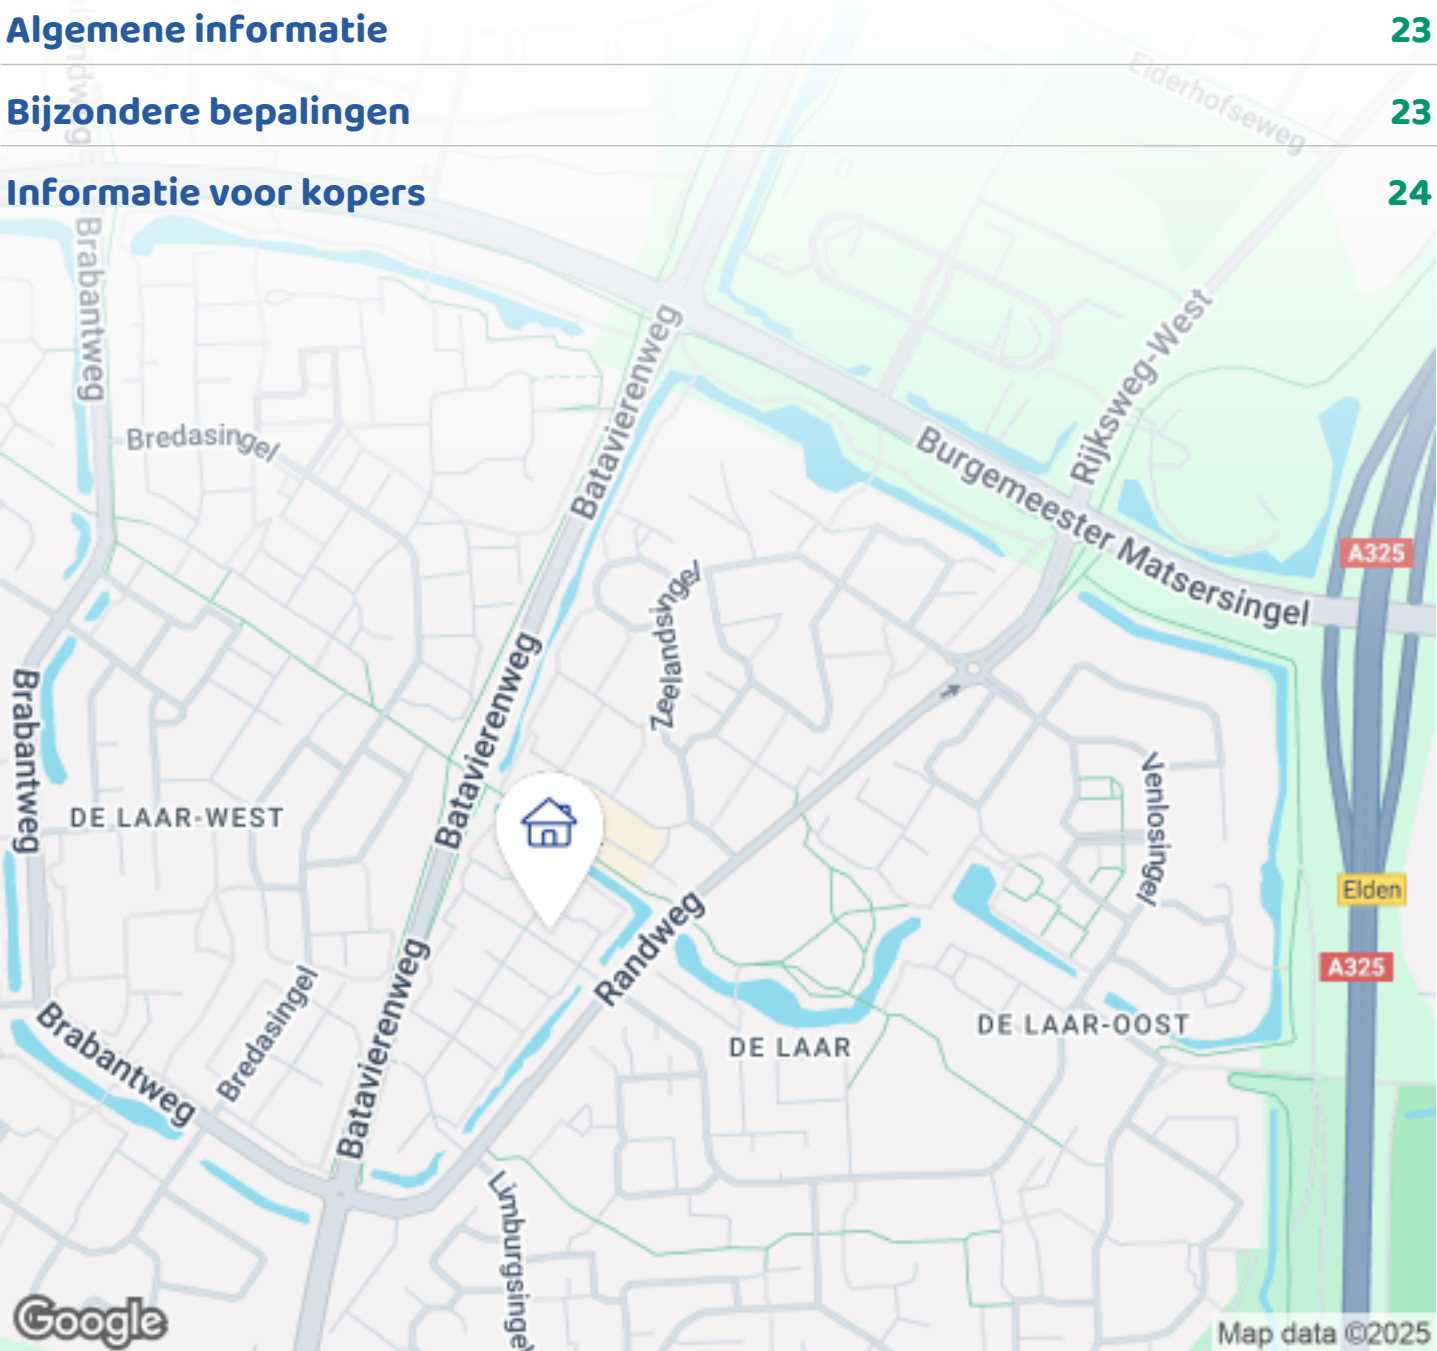 Algemene informatie 23
Bijzondere bepalingen 23
Informatie voor kopers 24
Elderhofseweg
Brabantweg
Batavierenweg
Rijksweg-West
Bredasingel
Burgemeester Matsersingel
A325
Zeelandsingel
Batavierenweg
Brabantweg
DE LAAR-WEST
Venlosingel
Elden
Randweg
A325
Bredasingel
Batavierenweg
DE LAAR-OOST
DE LAAR
Brabantweg
Limburgsingel
Google
Map data ©2025